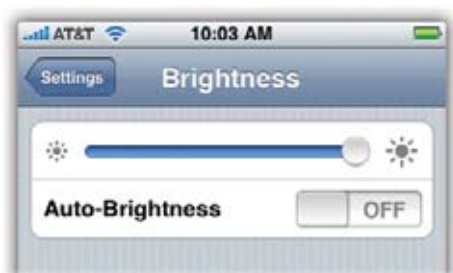 AT&T 10:03 AM
Settings Brightness
Auto-Brightness OFF